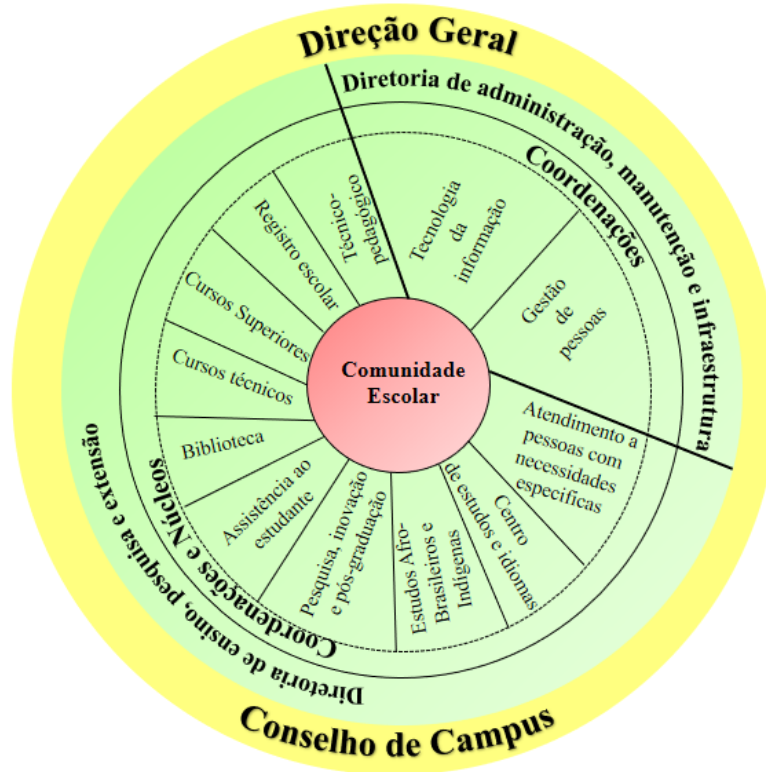 Direção Geral
Diretoria de administração, manutenção e infraestrutura
Coordenações
Tecnologia
da
informação
Gestão
de
pessoas
Atendimento a
pessoas com
necessidades
específicas
Centro
de estudos e idiomas
Estudos Afro-
Brasileiros e
Indígenas
Pesquisa, inovação
e pós-graduação
Assistência ao
estudante
Biblioteca
Cursos técnicos
Cursos Superiores
Registro escolar
Técnico-
pedagógico
Comunidade
Escolar
Coordenações e Núcleos
Diretoria de ensino, pesquisa e extensão
Conselho de Campus